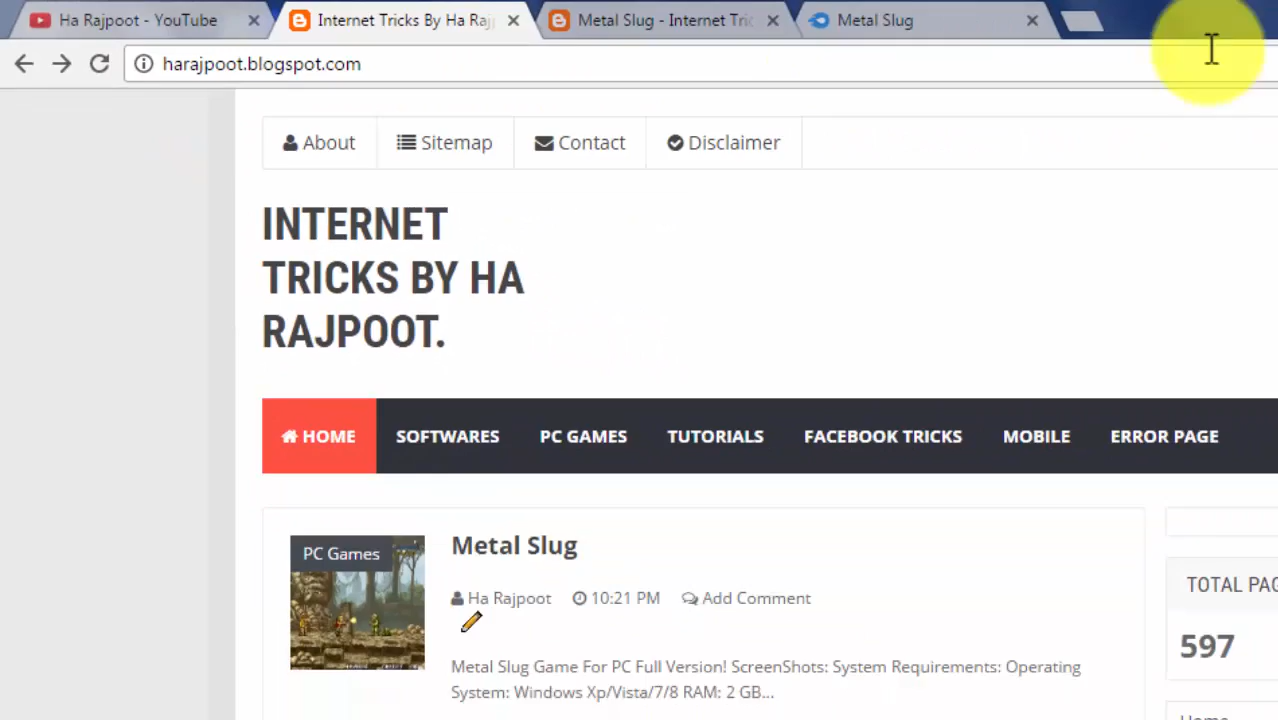 Ha Rajpoot - YouTube
Internet Tricks By Ha Raj
Metal Slug - Internet Tric
Metal Slug
harajpoot.blogspot.com
About
Sitemap
Contact
Disclaimer
INTERNET
TRICKS BY HA
RAJPOOT.
HOME
SOFTWARES
PC GAMES
TUTORIALS
FACEBOOK TRICKS
MOBILE
ERROR PAGE
PC Games
Metal Slug
Ha Rajpoot
10:21 PM
Add Comment
Metal Slug Game For PC Full Version! ScreenShots: System Requirements: Operating
System: Windows Xp/Vista/7/8 RAM: 2 GB...
TOTAL PAG
597